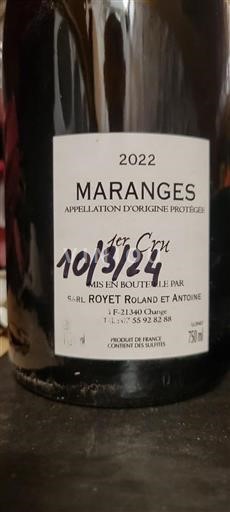 2022
MARANGES
APPELLATION D'ORIGINE PROTÉGÉE
1er Cru
10/3/24
MIS EN BOUTEILLE PAR
SARL ROYET ROLAND ET ANTOINE
F-21340 Change
55 92 82 88
750 ml
PRODUIT DE FRANCE
CONTIENT DES SULFITES